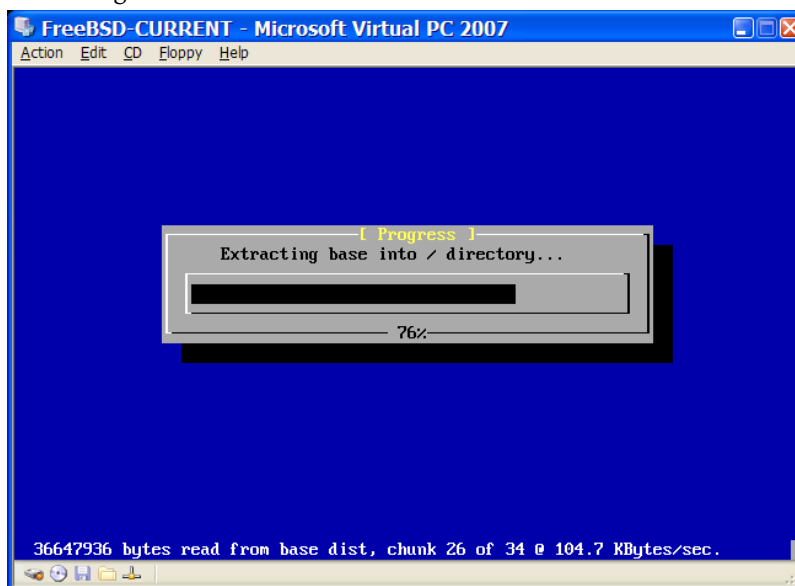 FreeBSD-CURRENT - Microsoft Virtual PC 2007
Action Edit CD Floppy Help
[ Progress ]
Extracting base into / directory...
76%
36647936 bytes read from base dist, chunk 26 of 34 @ 104.7 KBytes/sec.